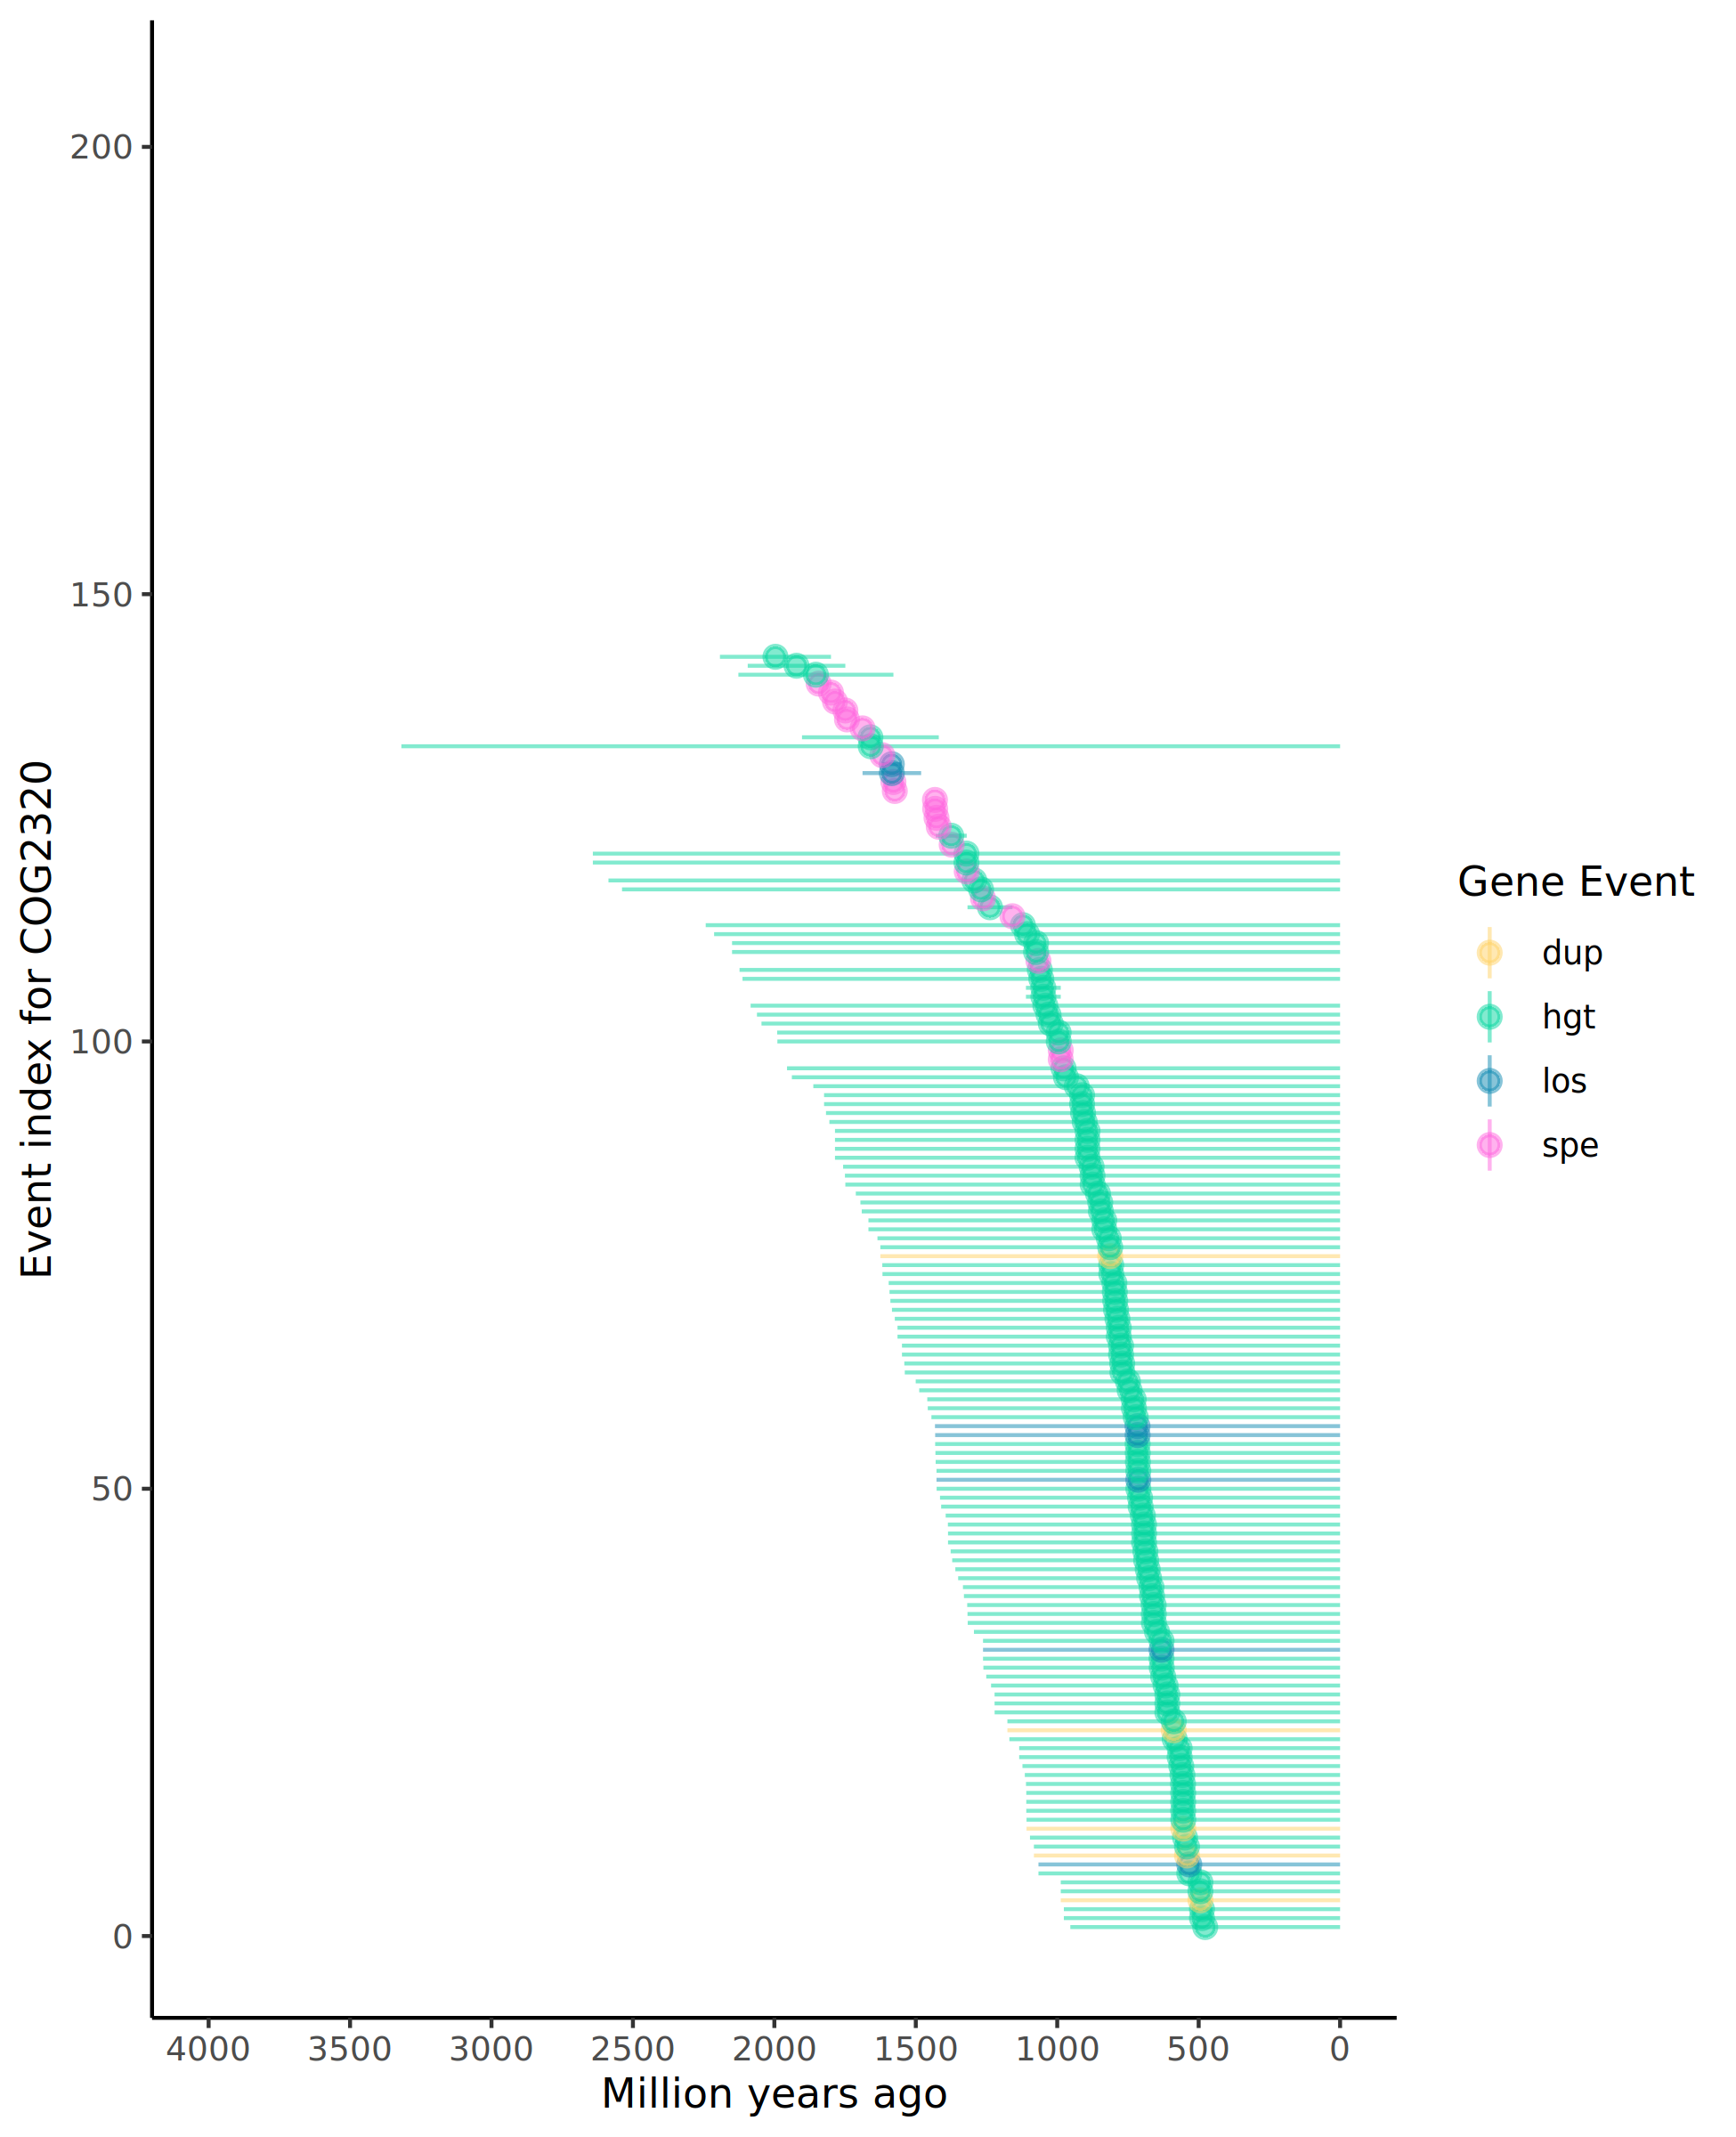 Event index for COG2320
200
150
100
50
0
4000 3500 3000 2500 2000 1500 1000 500 0
Million years ago
Gene Event
dup
hgt
los
spe